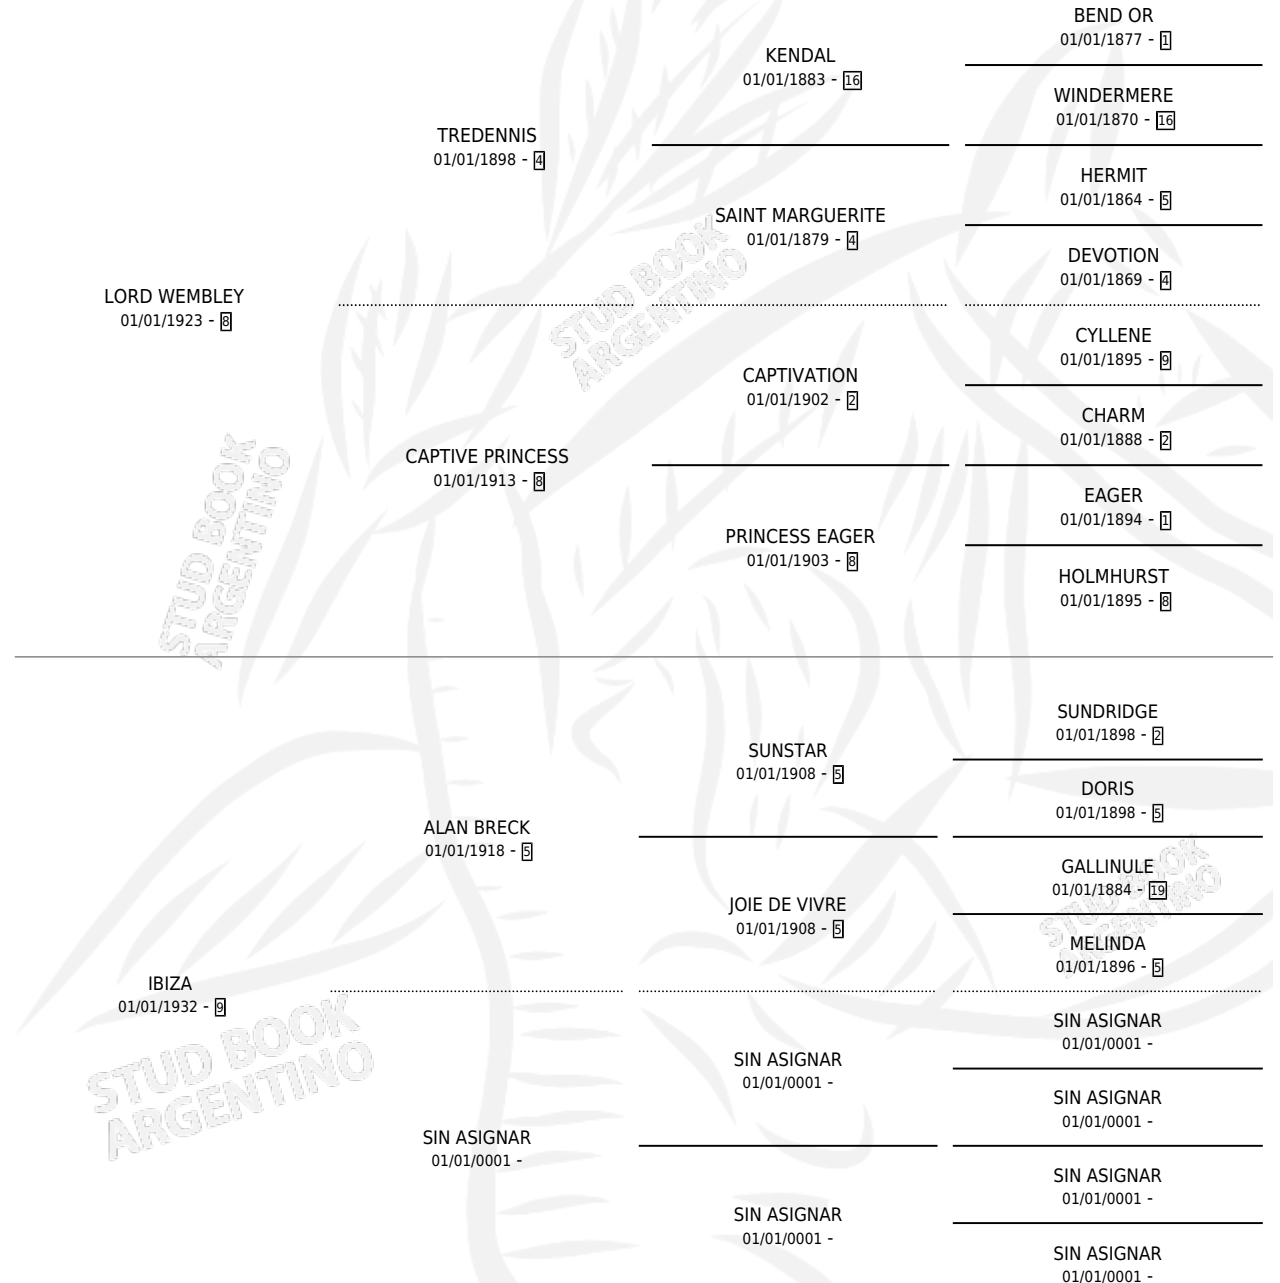 BEND OR
01/01/1877 - 1
KENDAL
01/01/1883 - 16
WINDERMERE
01/01/1870 - 16
TREDENNIS
01/01/1898 - 4
HERMIT
01/01/1864 - 5
SAINT MARGUERITE
01/01/1879 - 4
DEVOTION
01/01/1869 - 4
LORD WEMBLEY
01/01/1923 - 8
CYLLENE
01/01/1895 - 9
CAPTIVATION
01/01/1902 - 2
CHARM
01/01/1888 - 2
CAPTIVE PRINCESS
01/01/1913 - 8
EAGER
01/01/1894 - 1
PRINCESS EAGER
01/01/1903 - 8
HOLMHURST
01/01/1895 - 8
STUD BOOK
ARGENTINO
STUD BOOK
ARGENTINO
SUNDRIDGE
01/01/1898 - 2
SUNSTAR
01/01/1908 - 5
DORIS
01/01/1898 - 5
ALAN BRECK
01/01/1918 - 5
GALLINULE
01/01/1884 - 19
JOIE DE VIVRE
01/01/1908 - 5
MELINDA
01/01/1896 - 5
IBIZA
01/01/1932 - 9
SIN ASIGNAR
01/01/0001 -
SIN ASIGNAR
01/01/0001 -
SIN ASIGNAR
01/01/0001 -
SIN ASIGNAR
01/01/0001 -
SIN ASIGNAR
01/01/0001 -
SIN ASIGNAR
01/01/0001 -
SIN ASIGNAR
01/01/0001 -
STUD BOOK
ARGENTINO
STUD BOOK
ARGENTINO